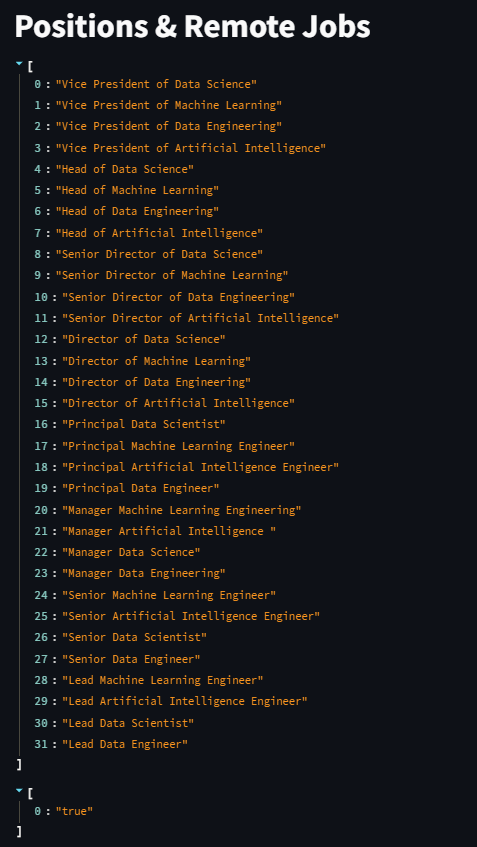 Positions & Remote Jobs
[
0 : "Vice President of Data Science"
1 : "Vice President of Machine Learning"
2 : "Vice President of Data Engineering"
3 : "Vice President of Artificial Intelligence"
4 : "Head of Data Science"
5 : "Head of Machine Learning"
6 : "Head of Data Engineering"
7 : "Head of Artificial Intelligence"
8 : "Senior Director of Data Science"
9 : "Senior Director of Machine Learning"
10 : "Senior Director of Data Engineering"
11 : "Senior Director of Artificial Intelligence"
12 : "Director of Data Science"
13 : "Director of Machine Learning"
14 : "Director of Data Engineering"
15 : "Director of Artificial Intelligence"
16 : "Principal Data Scientist"
17 : "Principal Machine Learning Engineer"
18 : "Principal Artificial Intelligence Engineer"
19 : "Principal Data Engineer"
20 : "Manager Machine Learning Engineering"
21 : "Manager Artificial Intelligence "
22 : "Manager Data Science"
23 : "Manager Data Engineering"
24 : "Senior Machine Learning Engineer"
25 : "Senior Artificial Intelligence Engineer"
26 : "Senior Data Scientist"
27 : "Senior Data Engineer"
28 : "Lead Machine Learning Engineer"
29 : "Lead Artificial Intelligence Engineer"
30 : "Lead Data Scientist"
31 : "Lead Data Engineer"
]
[
0 : "true"
]